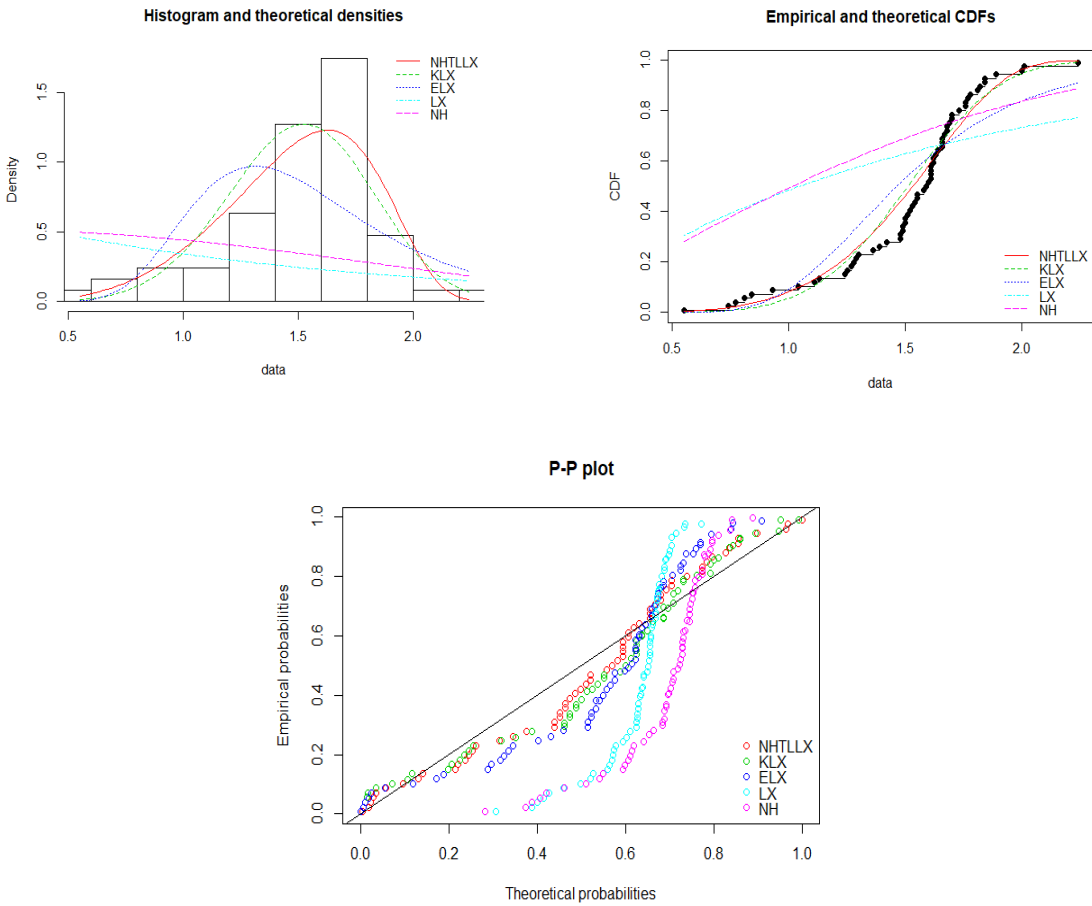 Histogram and theoretical densities
Density
0.0 0.5 1.0 1.5
NHTLLX
KLX
ELX
LX
NH
0.5 1.0 1.5 2.0
data
Empirical and theoretical CDFs
CDF
0.0 0.2 0.4 0.6 0.8 1.0
NHTLLX
KLX
ELX
LX
NH
0.5 1.0 1.5 2.0
data
P-P plot
Empirical probabilities
0.0 0.2 0.4 0.6 0.8 1.0
NHTLLX
KLX
ELX
LX
NH
0.0 0.2 0.4 0.6 0.8 1.0
Theoretical probabilities